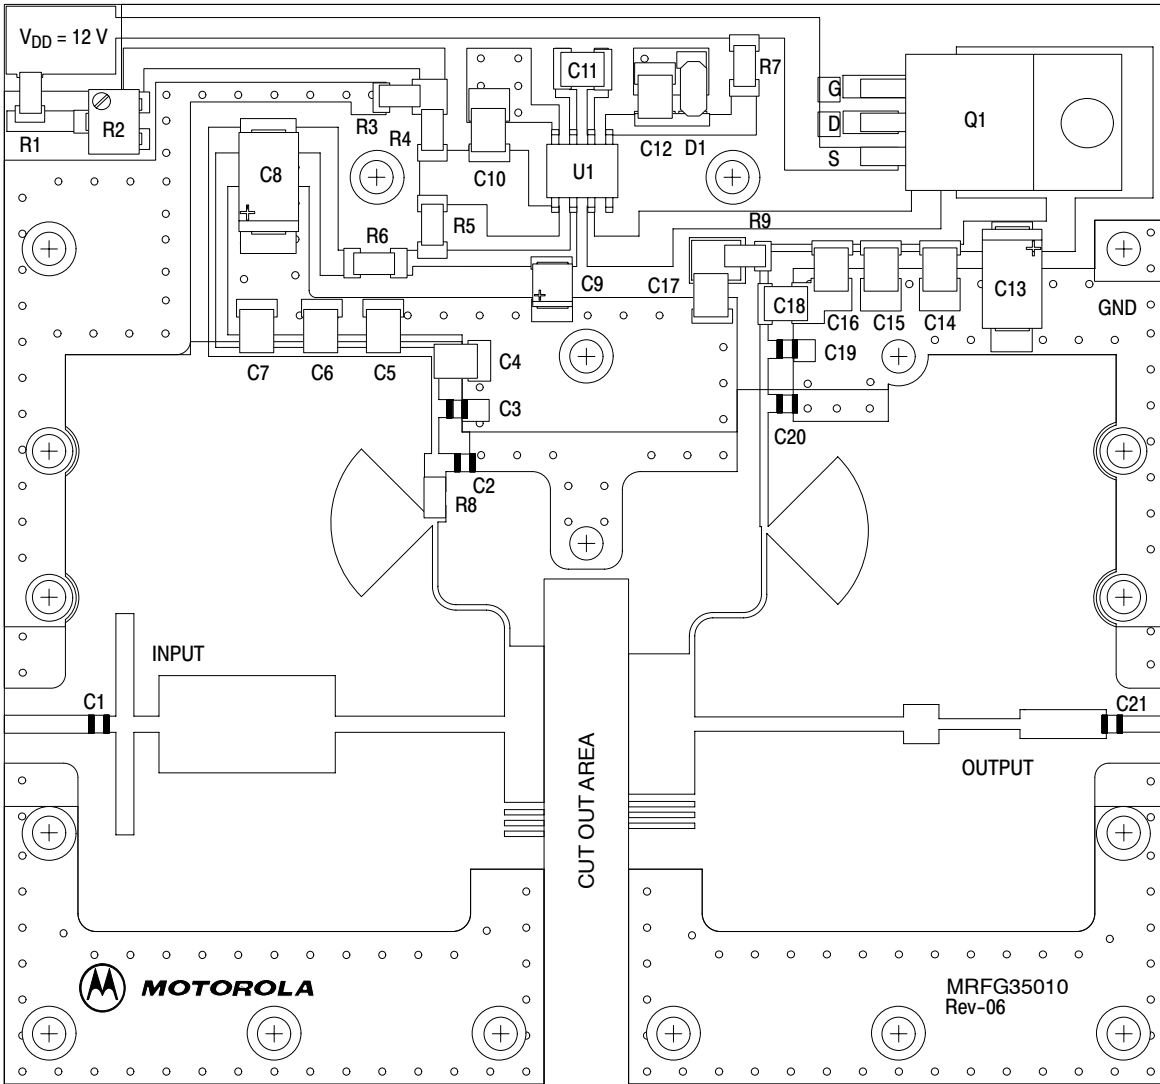 V_DD = 12 V
R1
R2
R3
R4
C8
R6
R5
C10
C11
U1
C12
D1
R7
G
D
S
Q1
R9
C9
C17
C18
C16
C15
C14
C13
GND
C7
C6
C5
C4
C3
C19
C20
C2
R8
INPUT
C1
C21
OUTPUT
CUT OUT AREA
MOTOROLA
MRFG35010
Rev-06